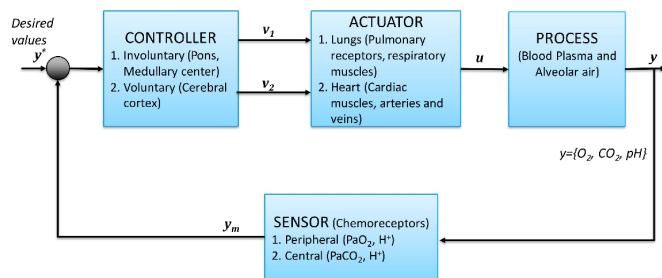 Desired
values
y*
CONTROLLER
1. Involuntary (Pons,
Medullary center)
2. Voluntary (Cerebral
cortex)
v₁
v₂
ACTUATOR
1. Lungs (Pulmonary
receptors, respiratory
muscles)
2. Heart (Cardiac
muscles, arteries and
veins)
u
PROCESS
(Blood Plasma and
Alveolar air)
y
y={O₂, CO₂, pH}
SENSOR (Chemoreceptors)
1. Peripheral (PaO₂, H⁺)
2. Central (PaCO₂, H⁺)
yₘ